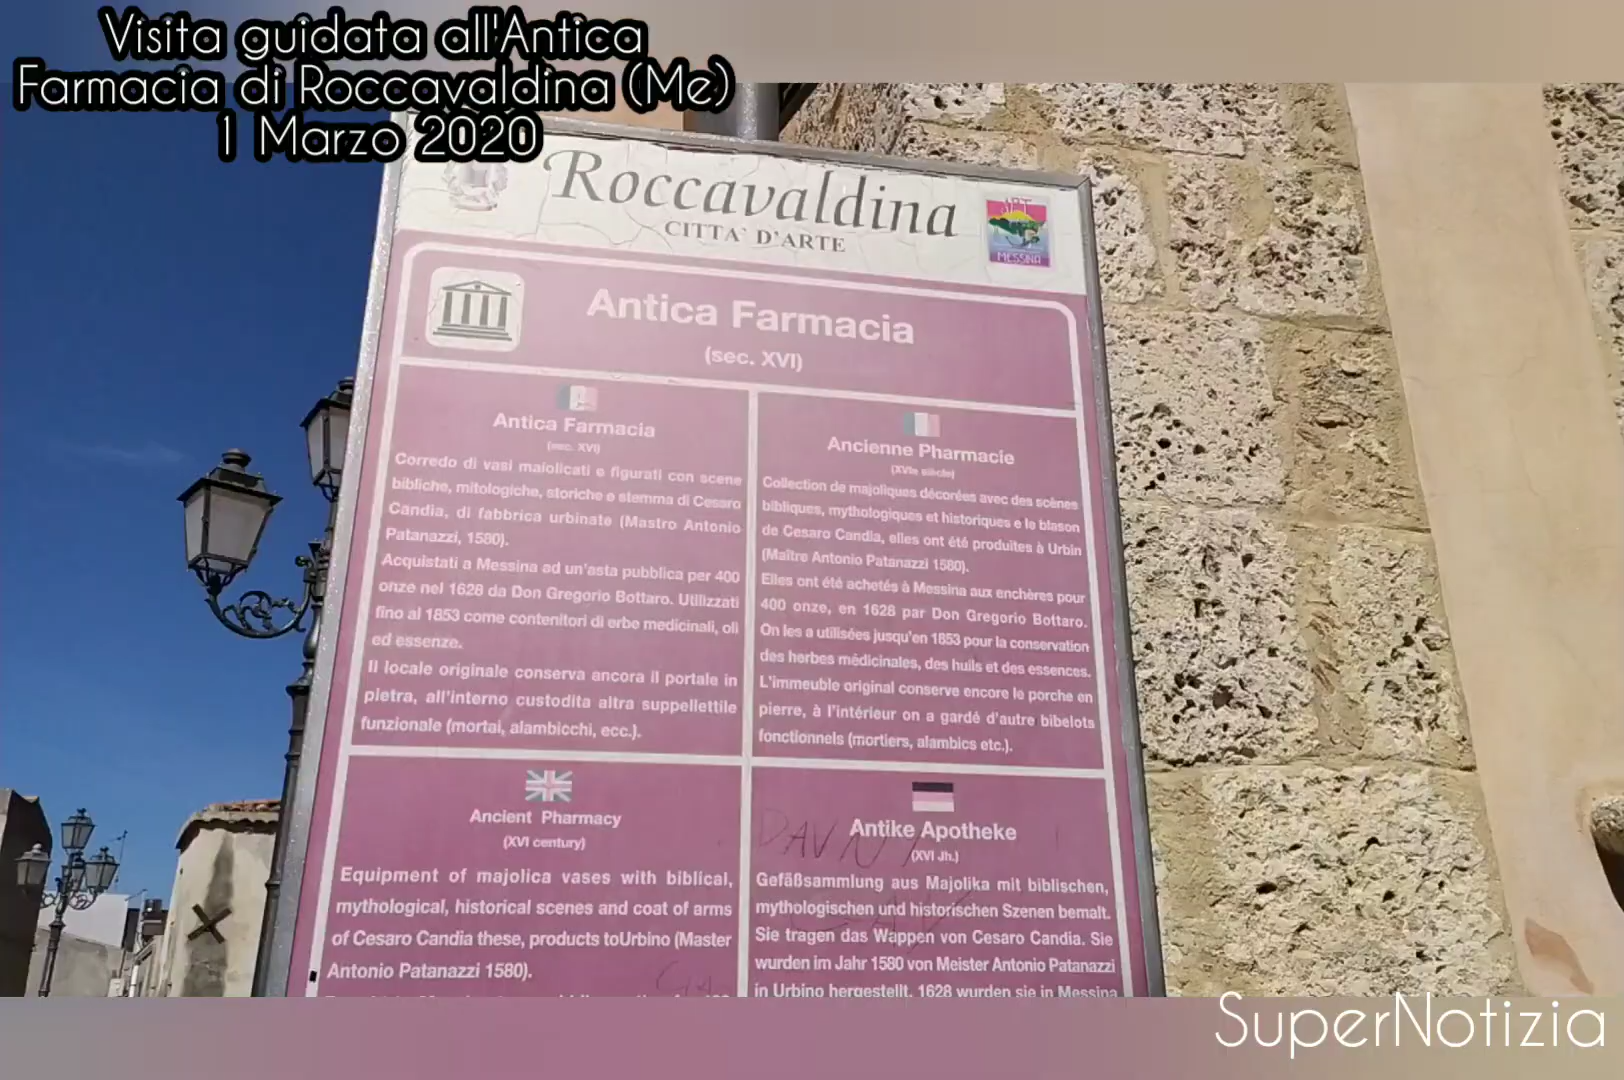 Visita guidata all'Antica
Farmacia di Roccavaldina (Me)
1 Marzo 2020
Roccavaldina
CITTA' D'ARTE
MESSINA
Antica Farmacia
(sec. XVI)
Antica Farmacia
(sec. XVI)
Corredo di vasi maiolicati e figurati con scene
bibliche, mitologiche, storiche e stemma di Cesaro
Candia, di fabbrica urbinate (Mastro Antonio
Patanazzi, 1580).
Acquistati a Messina ad un'asta pubblica per 400
onze nel 1628 da Don Gregorio Bottaro. Utilizzati
fino al 1853 come contenitori di erbe medicinali, oli
ed essenze.
Il locale originale conserva ancora il portale in
pietra, all'interno custodita altra suppellettile
funzionale (mortai, alambicchi, ecc.).
Ancienne Pharmacie
(XVIe siècle)
Collection de majoliques décorées avec des scènes
bibliques, mythologiques et historiques e le blason
de Cesaro Candia, elles ont été produites à Urbin
(Maître Antonio Patanazzi 1580).
Elles ont été achetés à Messina aux enchères pour
400 onze, en 1628 par Don Gregorio Bottaro.
On les a utilisées jusqu'en 1853 pour la conservation
des herbes médicinales, des huils et des essences.
L'immeuble original conserve encore le porche en
pierre, à l'intérieur on a gardé d'autre bibelots
fonctionnels (mortiers, alambics etc.).
Ancient Pharmacy
(XVI century)
Equipment of majolica vases with biblical,
mythological, historical scenes and coat of arms
of Cesaro Candia these, products toUrbino (Master
Antonio Patanazzi 1580).
Antike Apotheke
(XVI Jh.)
Gefäßsammlung aus Majolika mit biblischen,
mythologischen und historischen Szenen bemalt.
Sie tragen das Wappen von Cesaro Candia. Sie
wurden im Jahr 1580 von Meister Antonio Patanazzi
in Urbino hergestellt. 1628 wurden sie in Messina
SuperNotizia